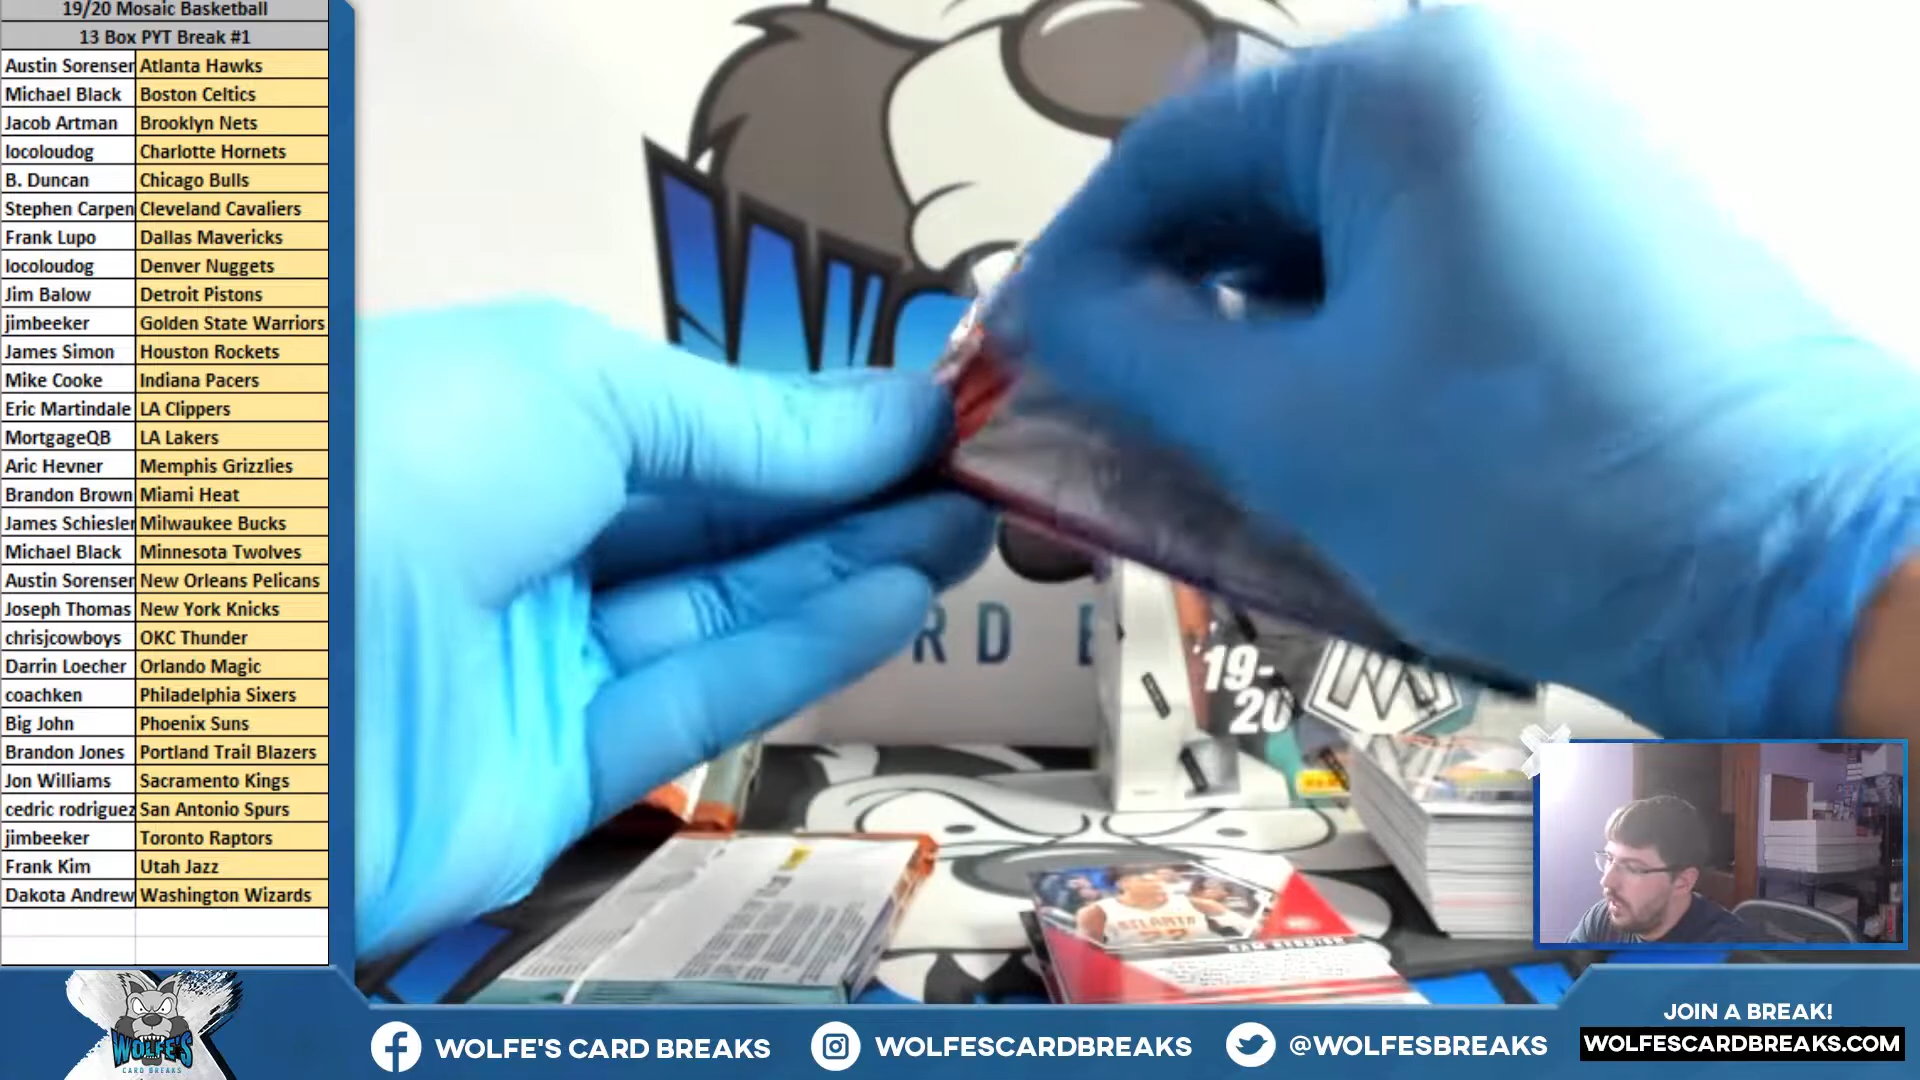 19/20 Mosaic Basketball
13 Box PYT Break #1
Austin Sorenser Atlanta Hawks
Michael Black Boston Celtics
Jacob Artman Brooklyn Nets
locoloudog Charlotte Hornets
B. Duncan Chicago Bulls
Stephen Carpen Cleveland Cavaliers
Frank Lupo Dallas Mavericks
locoloudog Denver Nuggets
Jim Balow Detroit Pistons
jimbeeker Golden State Warriors
James Simon Houston Rockets
Mike Cooke Indiana Pacers
Eric Martindale LA Clippers
MortgageQB LA Lakers
Aric Hevner Memphis Grizzlies
Brandon Brown Miami Heat
James Schiesler Milwaukee Bucks
Michael Black Minnesota Twolves
Austin Sorenser New Orleans Pelicans
Joseph Thomas New York Knicks
chrisjcowboys OKC Thunder
Darrin Loecher Orlando Magic
coachken Philadelphia Sixers
Big John Phoenix Suns
Brandon Jones Portland Trail Blazers
Jon Williams Sacramento Kings
cedric rodriguez San Antonio Spurs
jimbeeker Toronto Raptors
Frank Kim Utah Jazz
Dakota Andrew Washington Wizards
RD
'19-
20
ATLANTA
WOLFE'S
CARD BREAKS
WOLFE'S CARD BREAKS
WOLFESCARDBREAKS
@WOLFESBREAKS
JOIN A BREAK!
WOLFESCARDBREAKS.COM